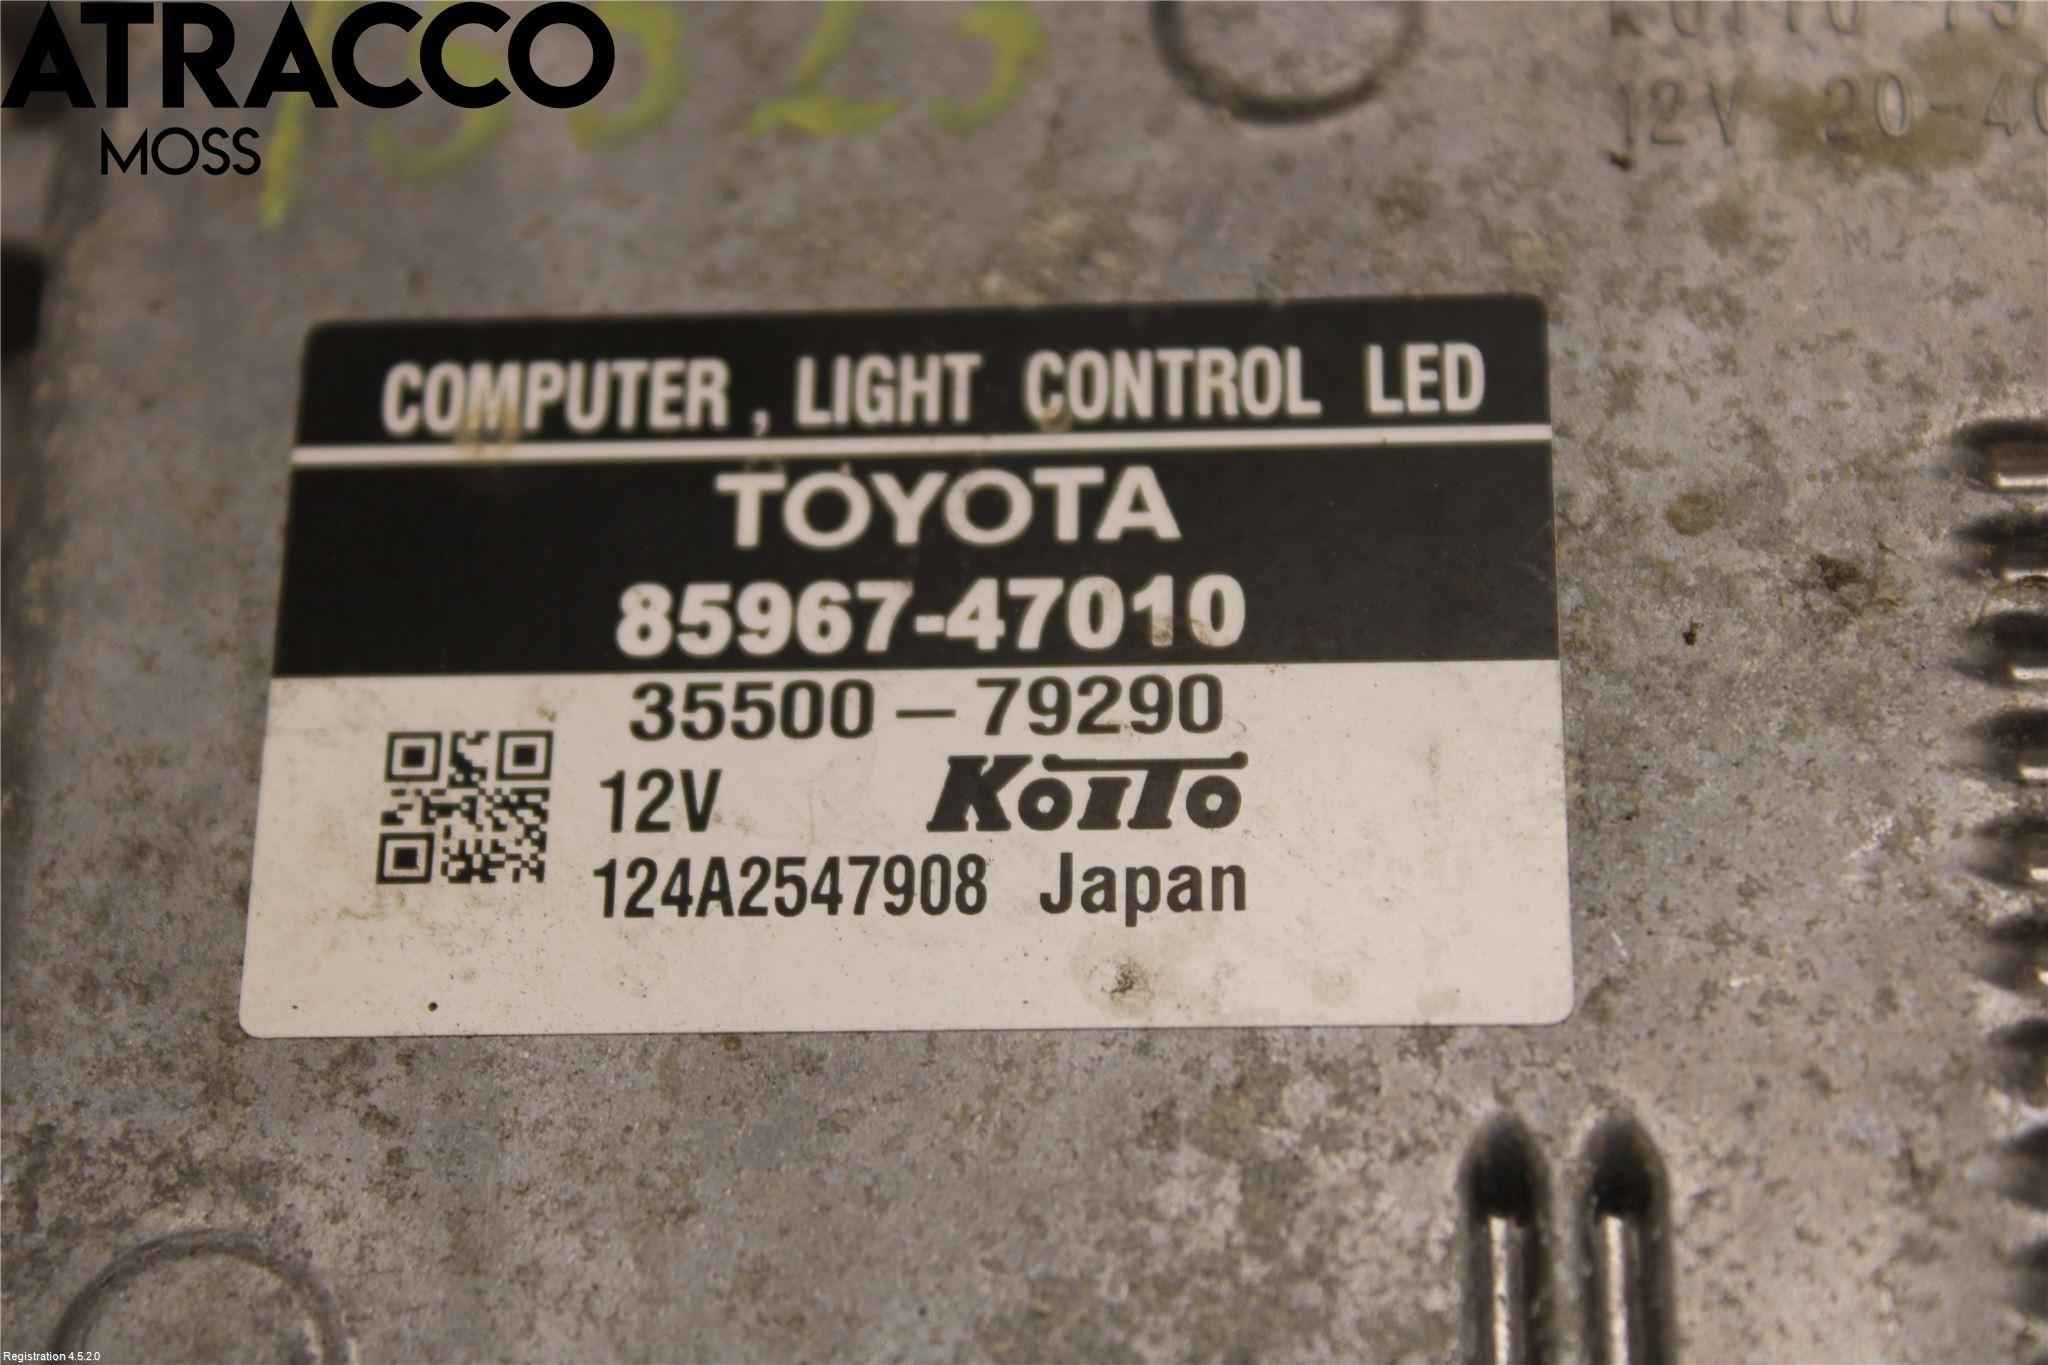 ATRACCO
MOSS
12V 20-40
COMPUTER , LIGHT CONTROL LED
TOYOTA
85967-47010
35500-79290
12V KOITO
124A2547908 Japan
Registration 4.5.2.0